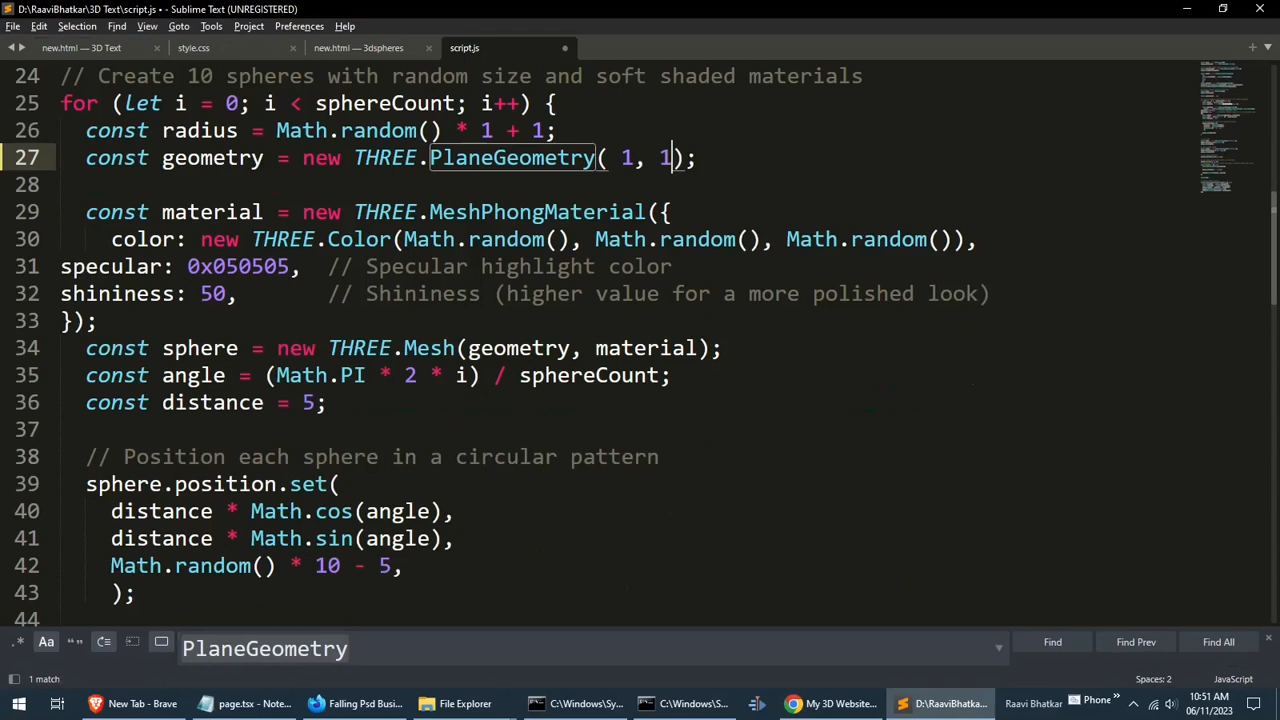 D:\RaaviBhatkar\3D Text\script.js • - Sublime Text (UNREGISTERED)
File Edit Selection Find View Goto Tools Project Preferences Help
new.html — 3D Text style.css new.html — 3dspheres script.js
24 // Create 10 spheres with random size and soft shaded materials
25 for (let i = 0; i < sphereCount; i++) {
26 const radius = Math.random() * 1 + 1;
27 const geometry = new THREE.PlaneGeometry( 1, 1);
28
29 const material = new THREE.MeshPhongMaterial({
30 color: new THREE.Color(Math.random(), Math.random(), Math.random()),
31 specular: 0x050505, // Specular highlight color
32 shininess: 50, // Shininess (higher value for a more polished look)
33 });
34 const sphere = new THREE.Mesh(geometry, material);
35 const angle = (Math.PI * 2 * i) / sphereCount;
36 const distance = 5;
37
38 // Position each sphere in a circular pattern
39 sphere.position.set(
40 distance * Math.cos(angle),
41 distance * Math.sin(angle),
42 Math.random() * 10 - 5,
43 );
44
.* Aa “” PlaneGeometry Find Find Prev Find All
1 match Spaces: 2 JavaScript
New Tab - Brave page.tsx - Note... Falling Psd Busi... File Explorer C:\Windows\Sy... C:\Windows\S... My 3D Website... D:\RaaviBhatka... Raavi Bhatkar Phone 10:51 AM
06/11/2023